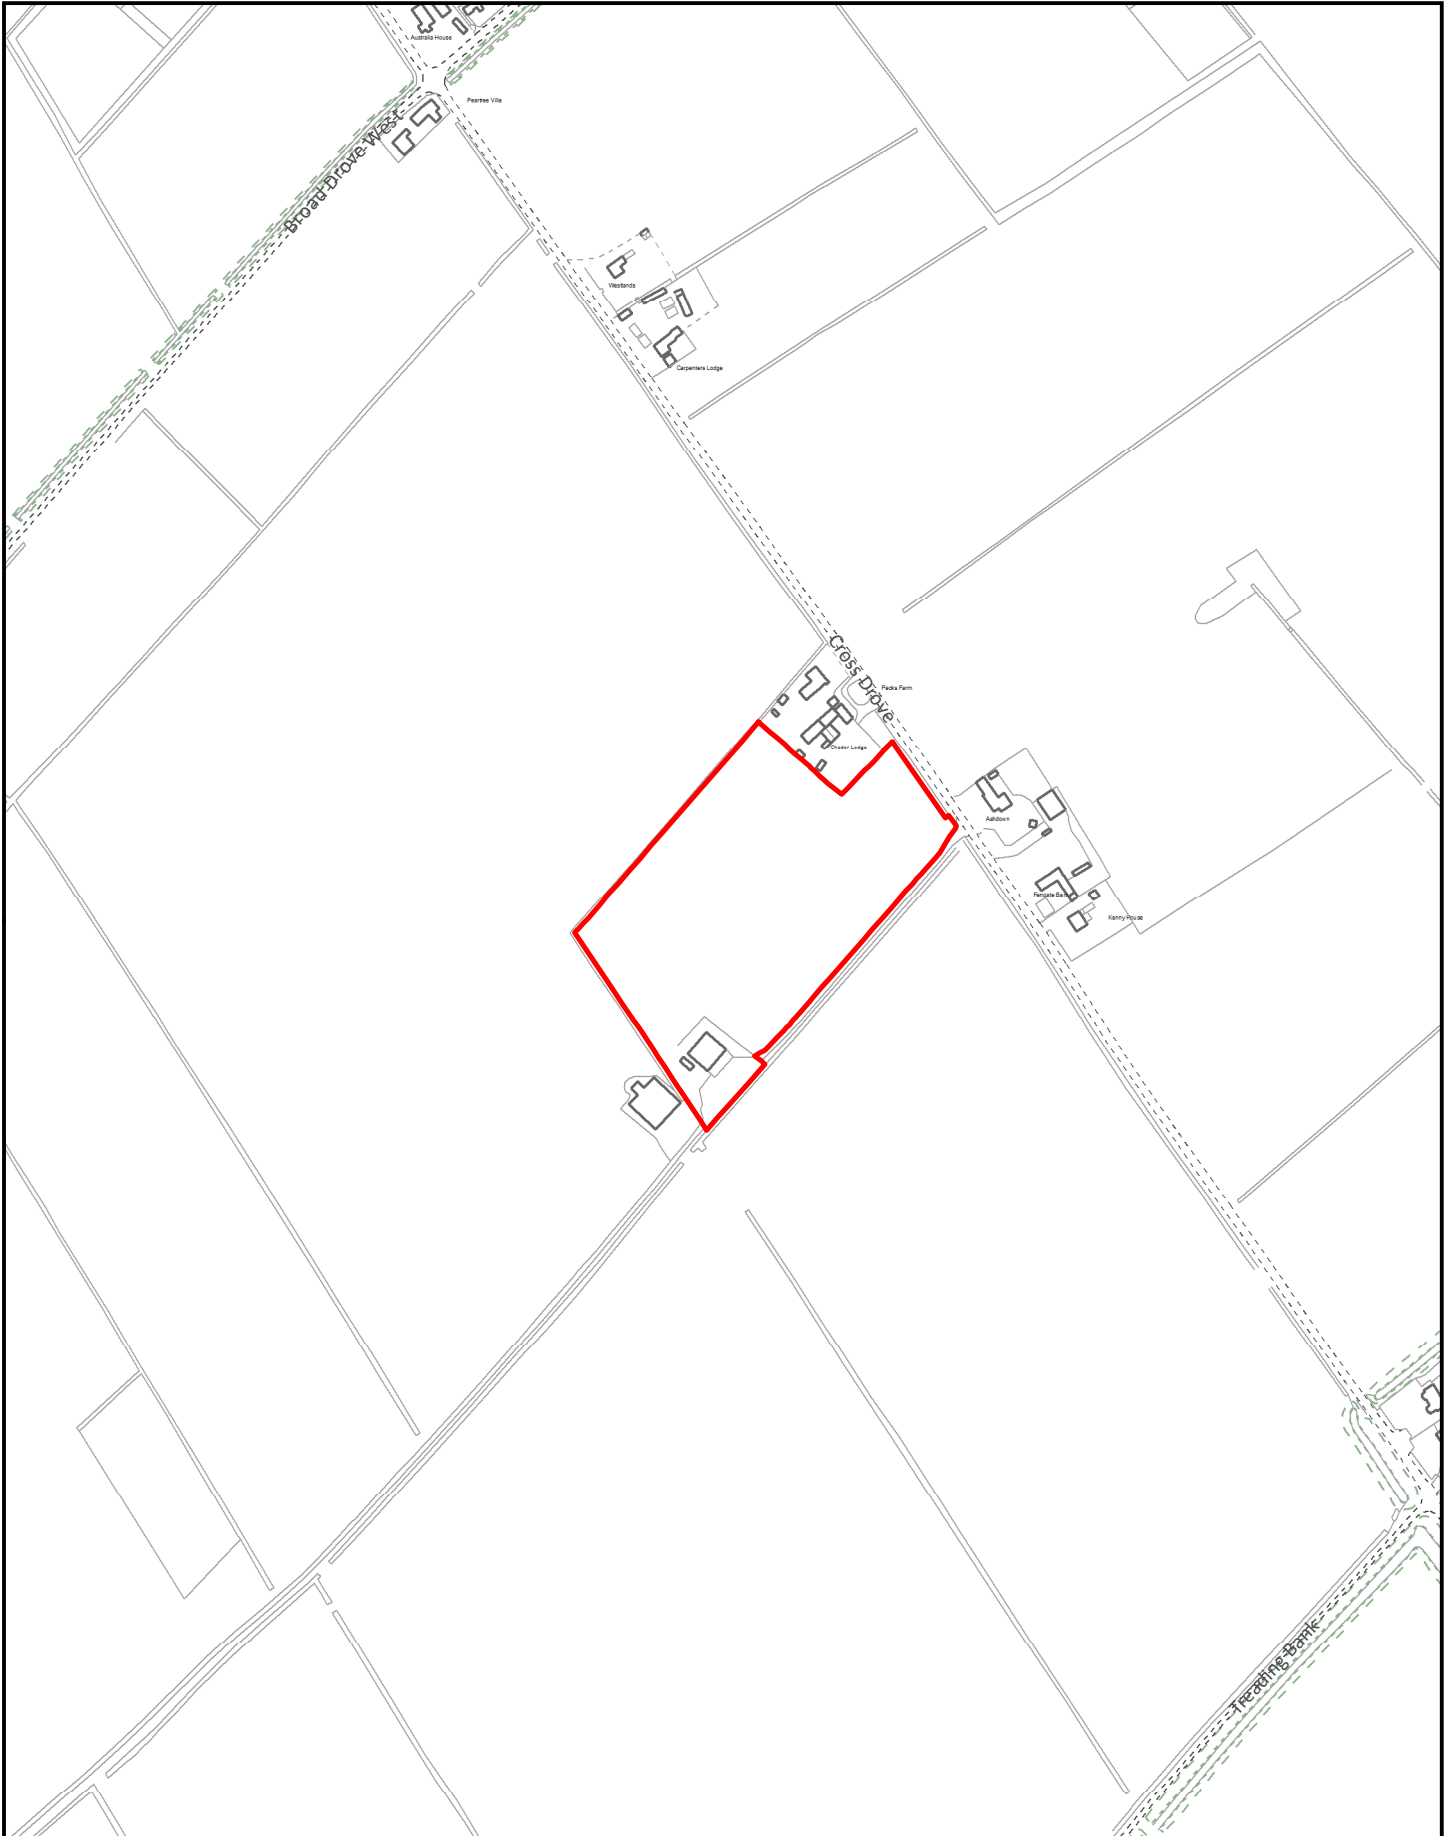 Australia House
Peartree Villa
Broad Drove West
Westlands
Carpenters Lodge
Cross Drove
Pecks Farm
Chador Lodge
Ashdown
Fengate Barn
Kenny House
Treading Bank